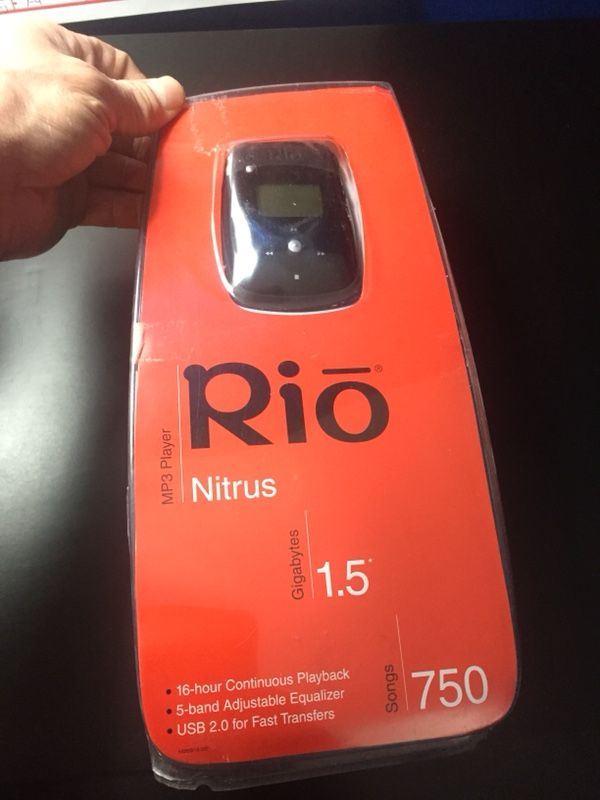 Rio
Riō®
MP3 Player
Nitrus
Gigabytes
1.5*
• 16-hour Continuous Playback
• 5-band Adjustable Equalizer
• USB 2.0 for Fast Transfers
Songs
750